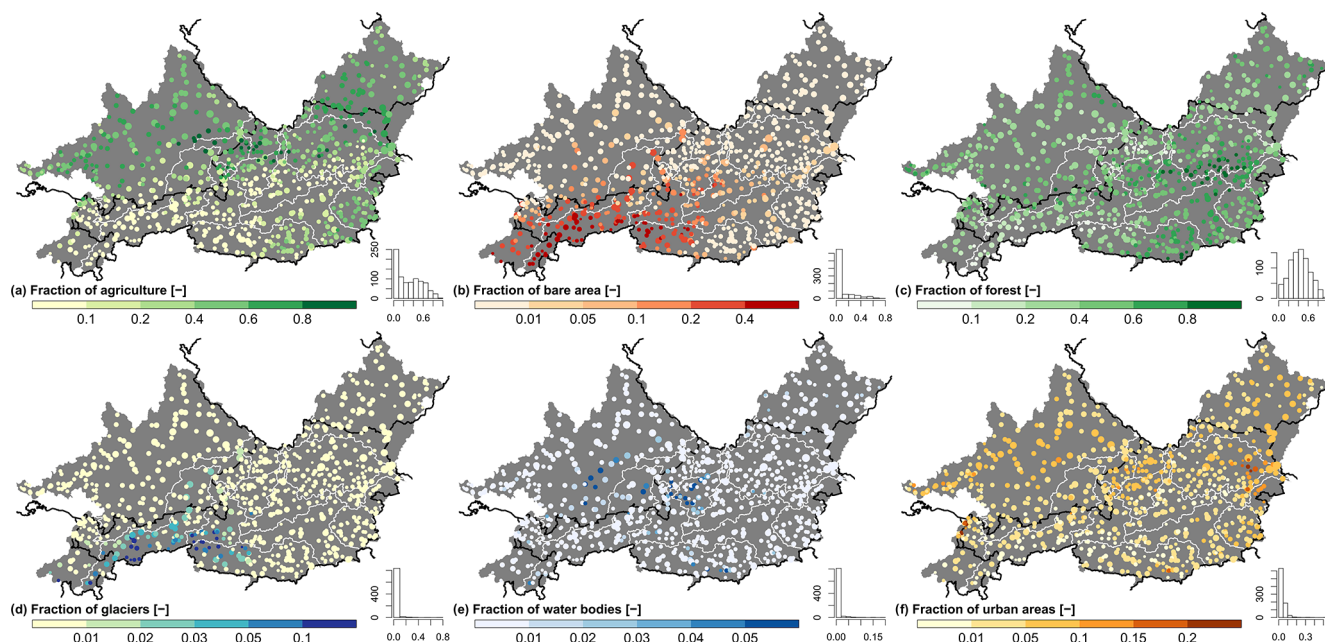 250
100
0
0.0 0.6
(a) Fraction of agriculture [−]
0.1 0.2 0.4 0.6 0.8
300
0
0.0 0.4 0.8
(b) Fraction of bare area [−]
0.01 0.05 0.1 0.2 0.4
100
0
0.0 0.6
(c) Fraction of forest [−]
0.1 0.2 0.4 0.6 0.8
400
0
0.0 0.4 0.8
(d) Fraction of glaciers [−]
0.01 0.02 0.03 0.05 0.1
400
0
0.00 0.15
(e) Fraction of water bodies [−]
0.01 0.02 0.03 0.04 0.05
300
0
0.0 0.3
(f) Fraction of urban areas [−]
0.01 0.05 0.1 0.15 0.2